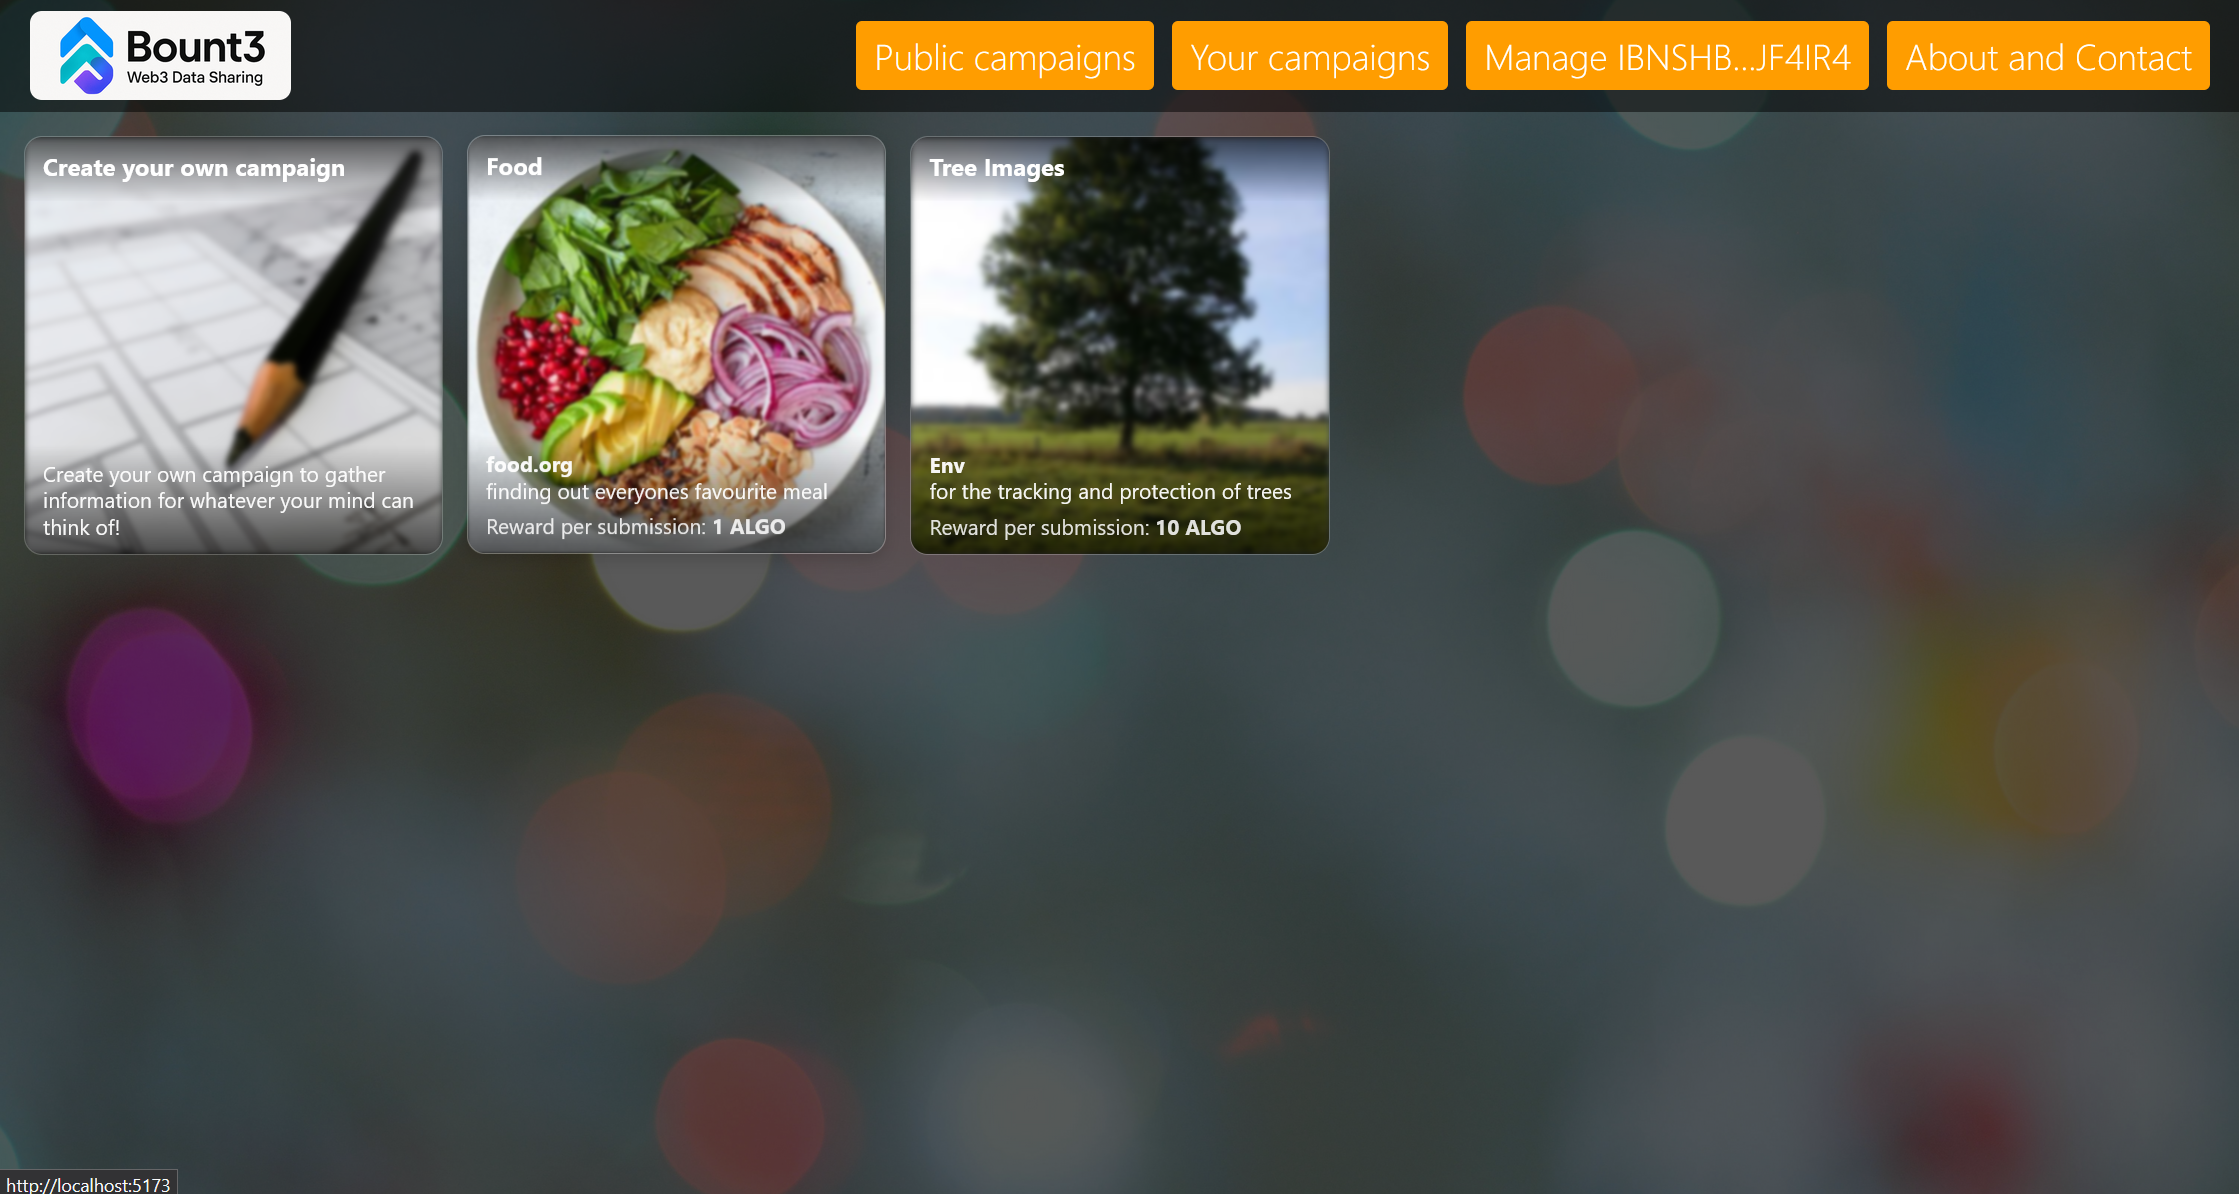 Bount3
Web3 Data Sharing
Public campaigns
Your campaigns
Manage IBNSHB...JF4IR4
About and Contact
Create your own campaign
Create your own campaign to gather
information for whatever your mind can
think of!
Food
food.org
finding out everyones favourite meal
Reward per submission: 1 ALGO
Tree Images
Env
for the tracking and protection of trees
Reward per submission: 10 ALGO
http://localhost:5173